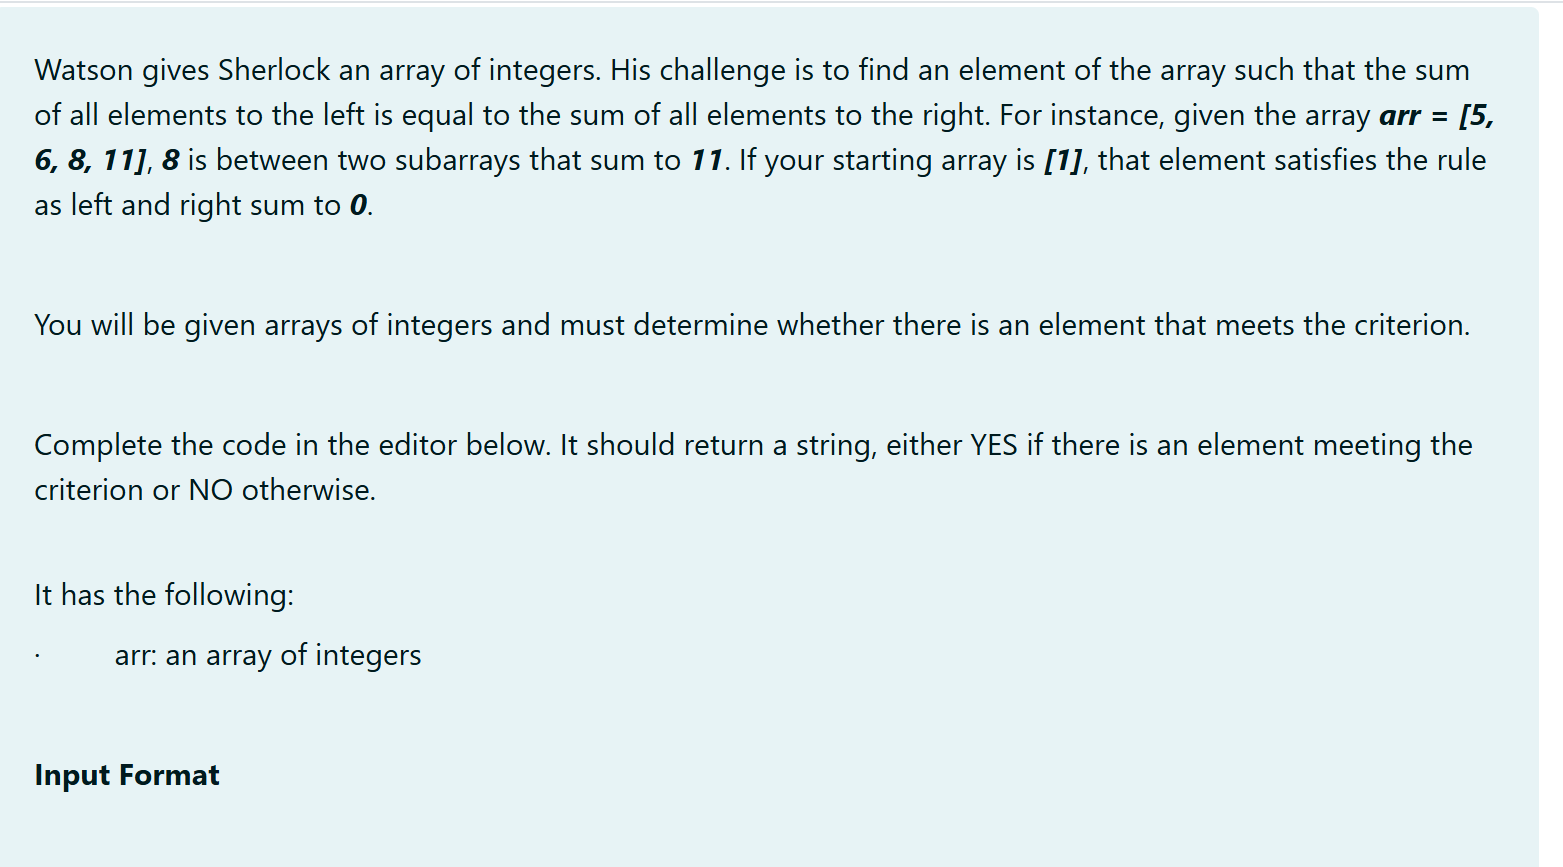 Watson gives Sherlock an array of integers. His challenge is to find an element of the array such that the sum
of all elements to the left is equal to the sum of all elements to the right. For instance, given the array arr = [5,
6, 8, 11], 8 is between two subarrays that sum to 11. If your starting array is [1], that element satisfies the rule
as left and right sum to 0.
You will be given arrays of integers and must determine whether there is an element that meets the criterion.
Complete the code in the editor below. It should return a string, either YES if there is an element meeting the
criterion or NO otherwise.
It has the following:
· arr: an array of integers
Input Format